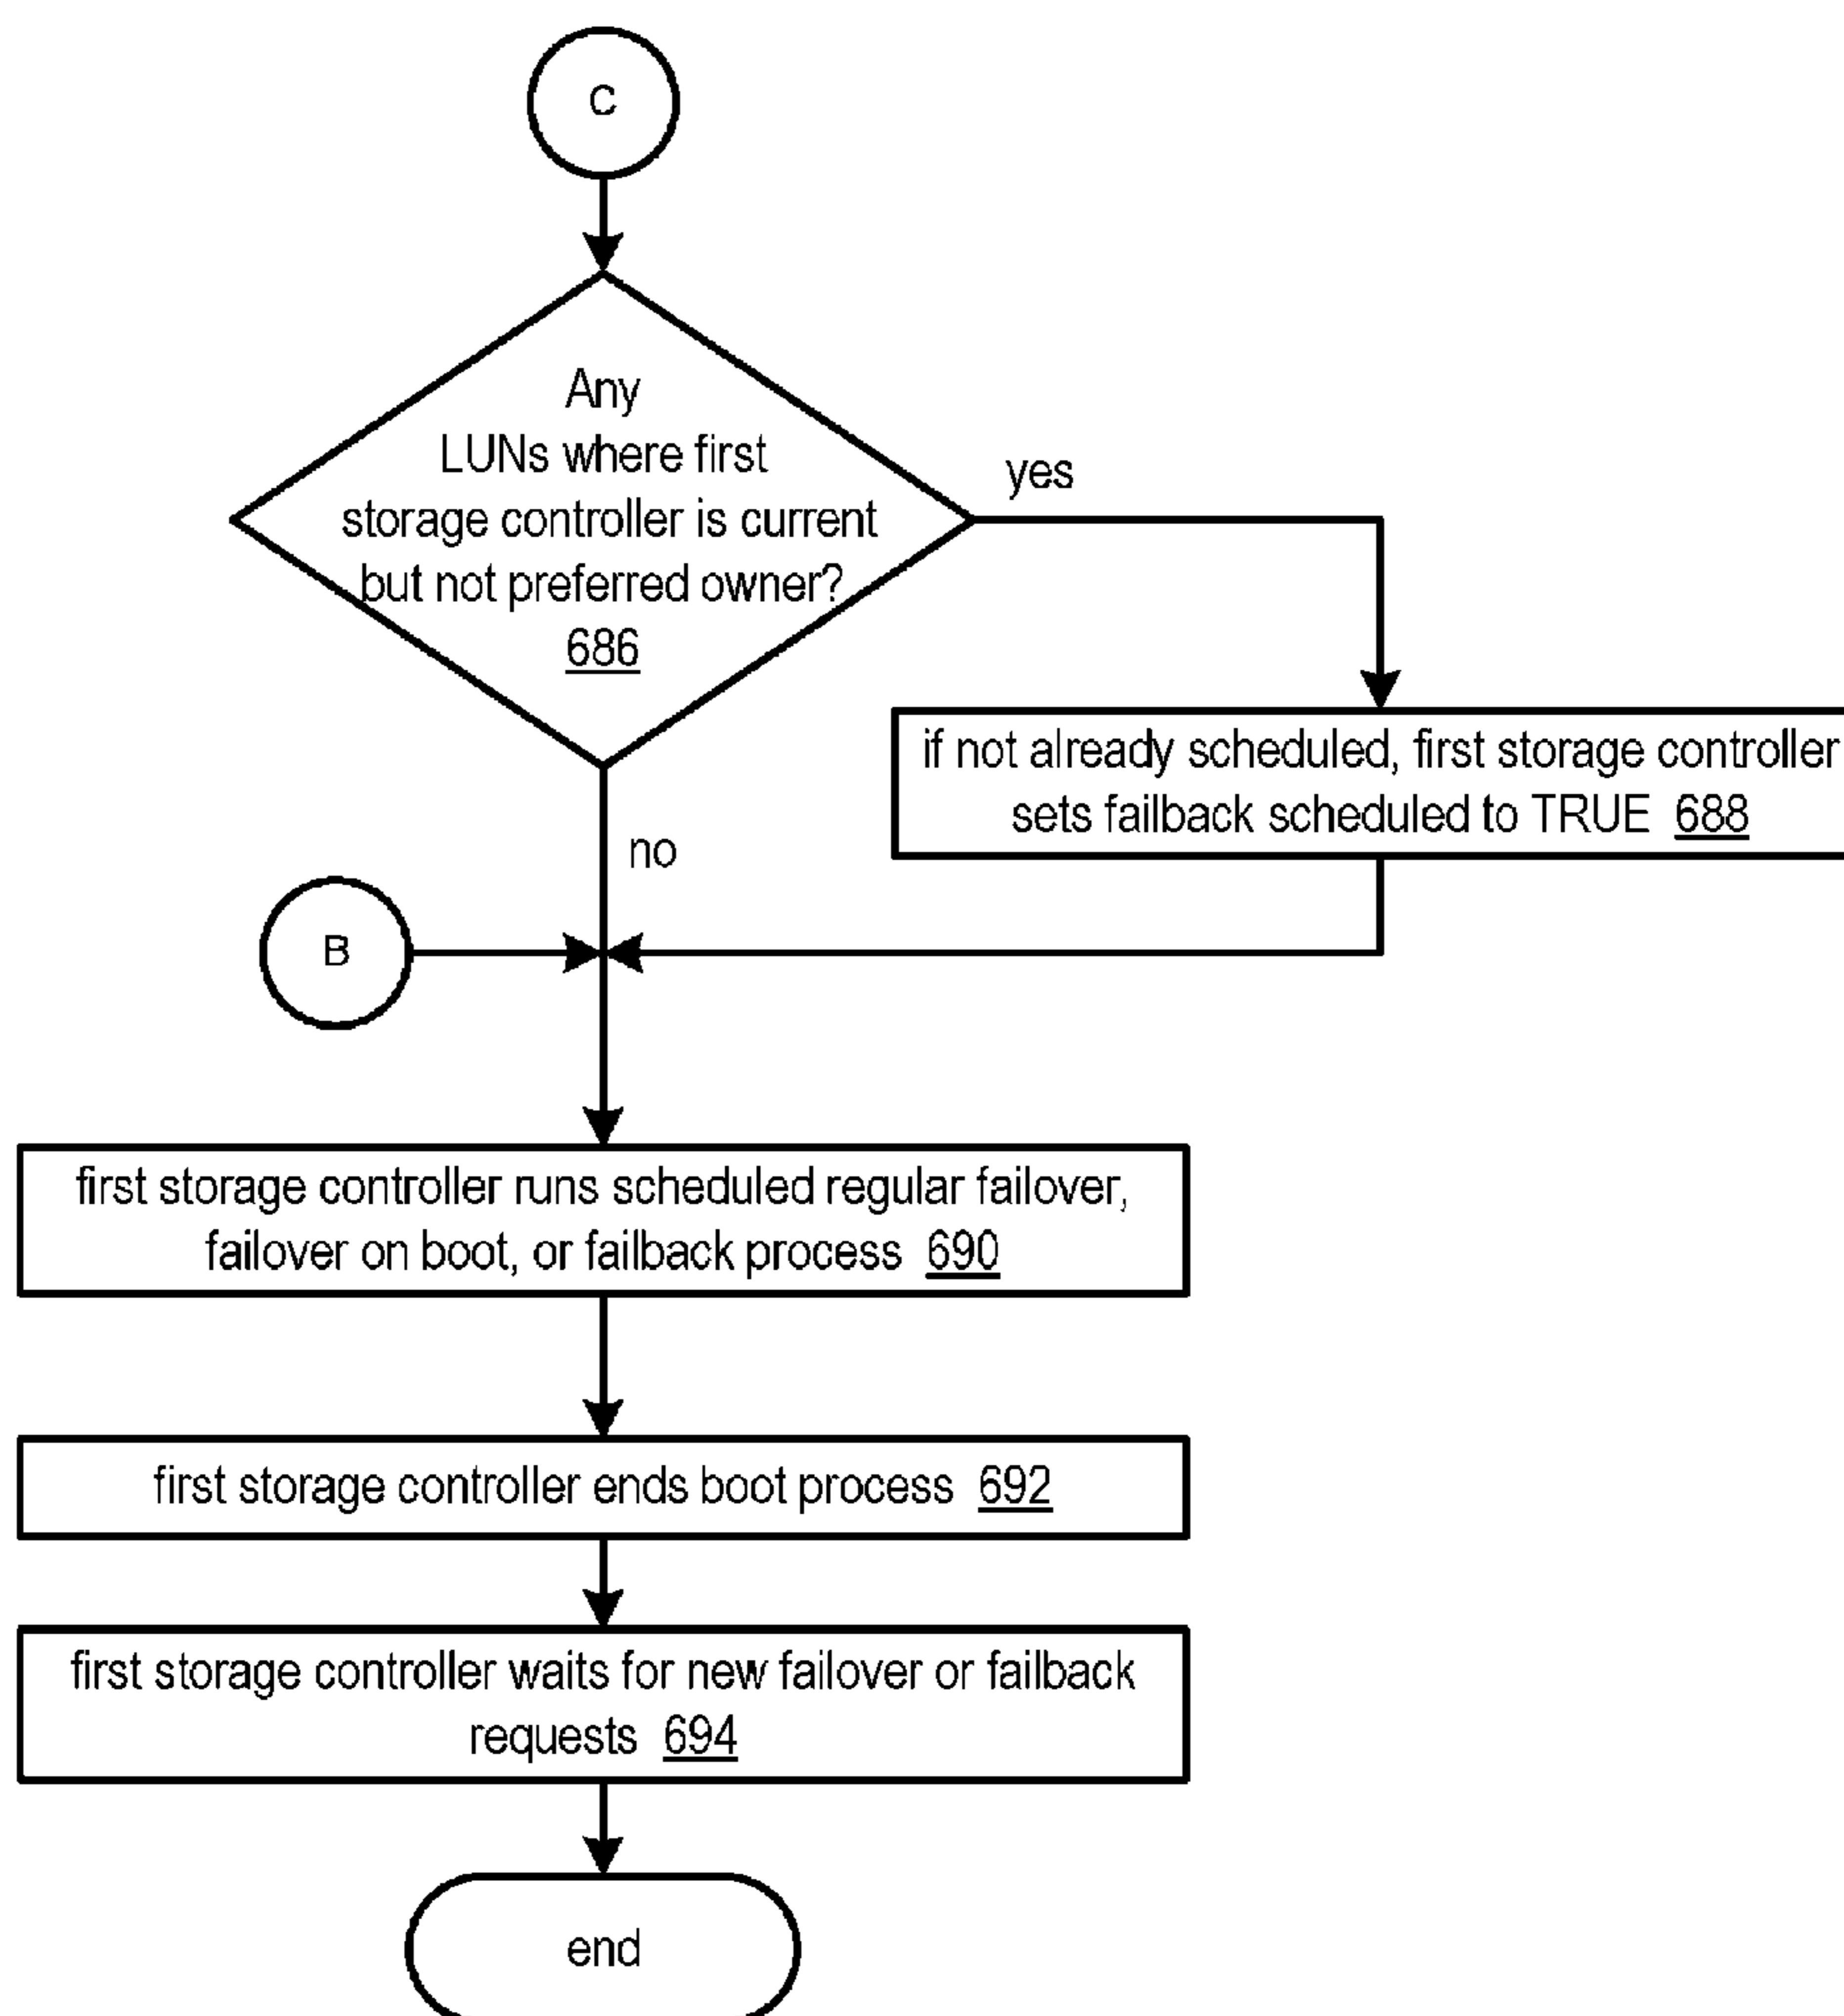 C
Any
LUNs where first
storage controller is current
but not preferred owner?
686
yes
if not already scheduled, first storage controller
sets failback scheduled to TRUE 688
no
B
first storage controller runs scheduled regular failover,
failover on boot, or failback process 690
first storage controller ends boot process 692
first storage controller waits for new failover or failback
requests 694
end